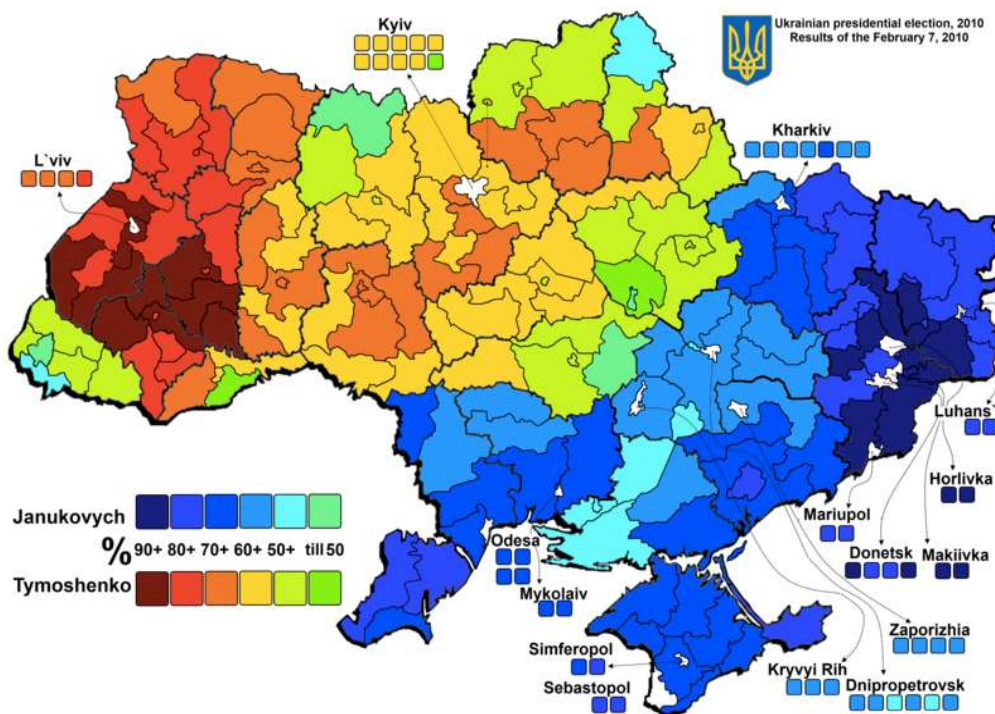 Ukrainian presidential election, 2010
Results of the February 7, 2010
Kyiv
Kharkiv
L`viv
Luhans`
Horlivka
Mariupol
Donetsk
Makiivka
Janukovych
% 90+ 80+ 70+ 60+ 50+ till 50
Tymoshenko
Odesa
Mykolaiv
Zaporizhia
Simferopol
Kryvyi Rih
Dnipropetrovsk
Sebastopol